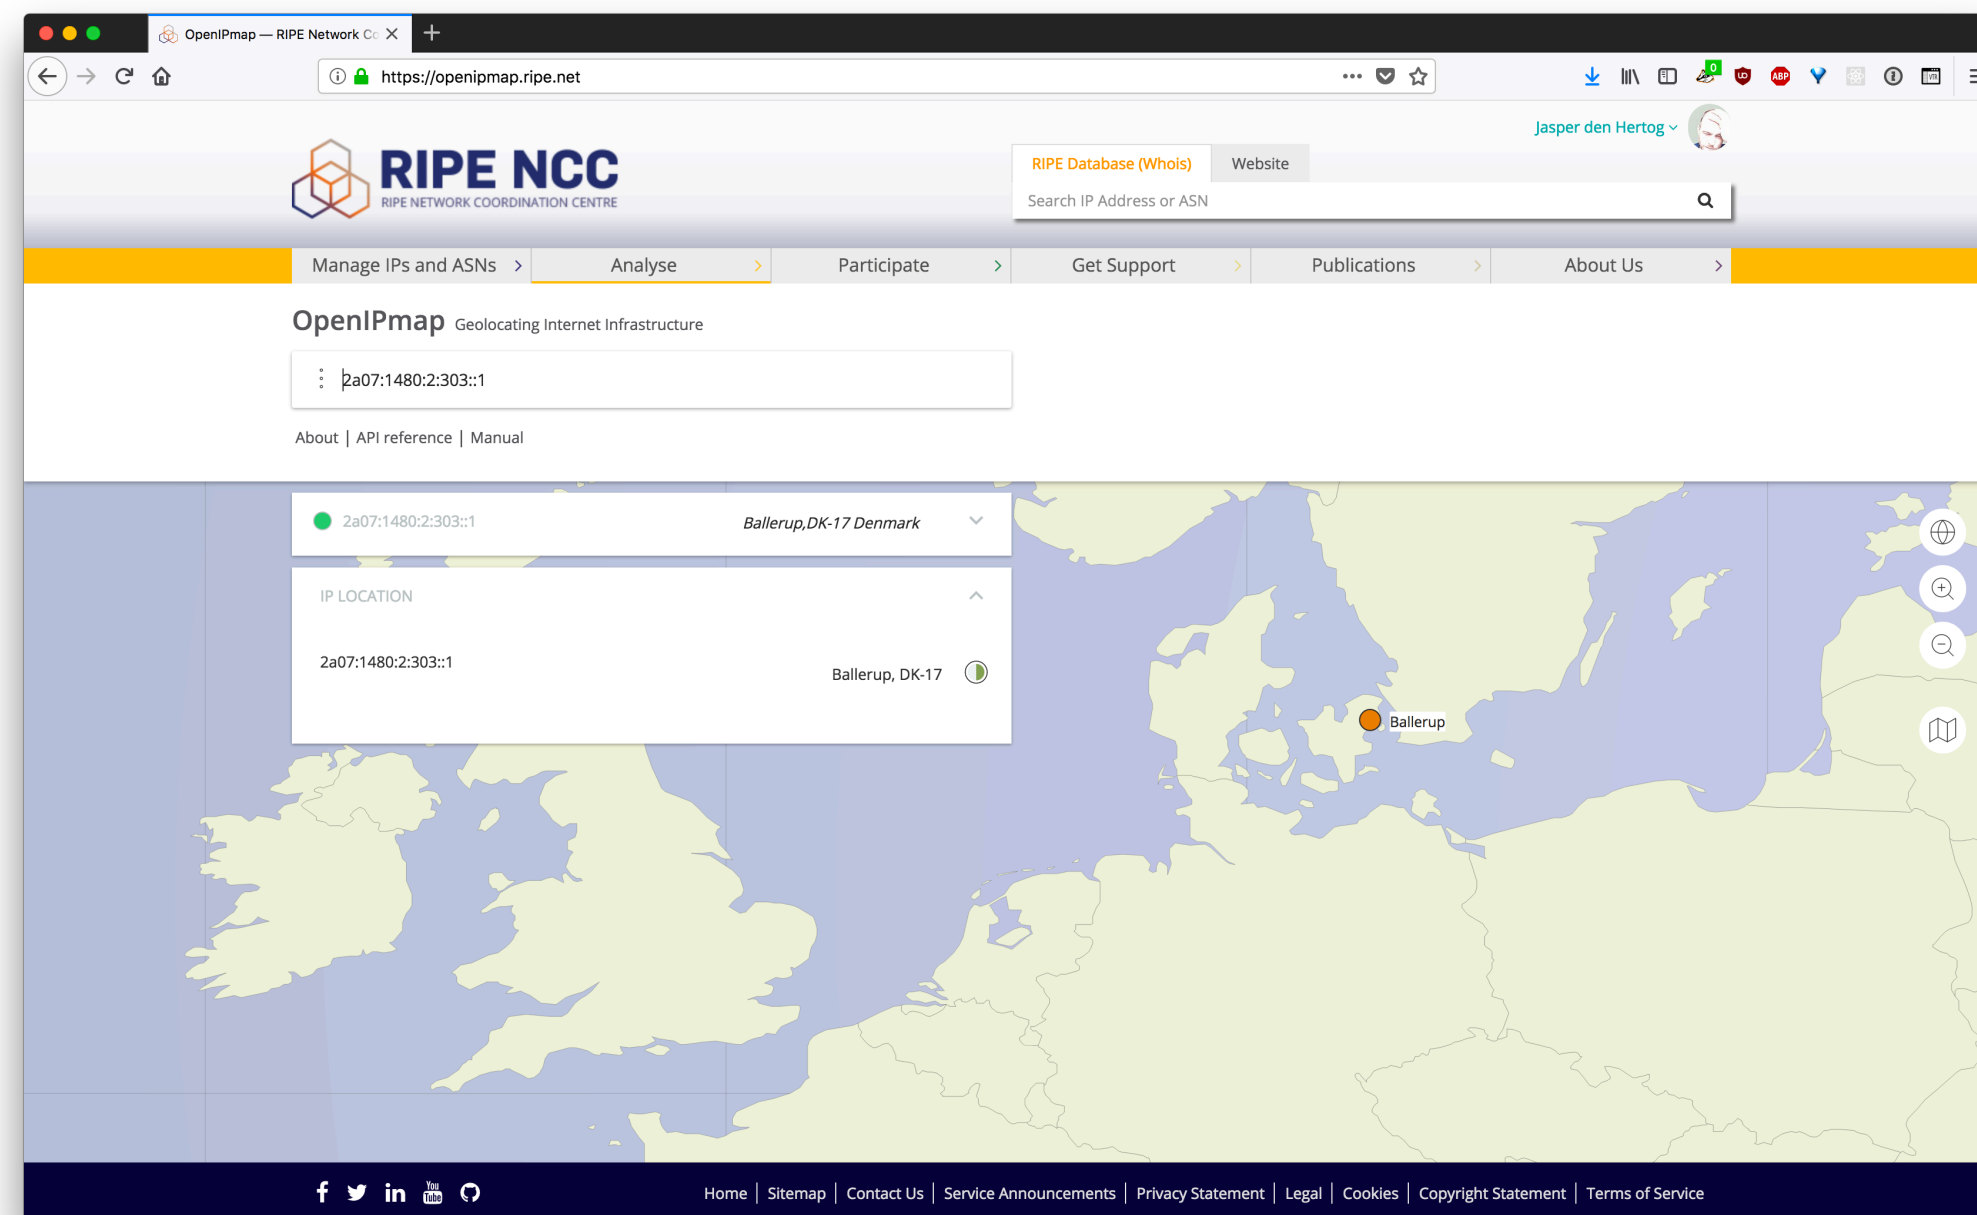 OpenIPmap — RIPE Network Co
https://openipmap.ripe.net
0
ABP
Jasper den Hertog
RIPE NCC
RIPE NETWORK COORDINATION CENTRE
RIPE Database (Whois) Website
Search IP Address or ASN
Manage IPs and ASNs Analyse Participate Get Support Publications About Us
OpenIPmap Geolocating Internet Infrastructure
2a07:1480:2:303::1
About | API reference | Manual
2a07:1480:2:303::1 Ballerup,DK-17 Denmark
IP LOCATION
2a07:1480:2:303::1
Ballerup, DK-17
Ballerup
You Tube
Home | Sitemap | Contact Us | Service Announcements | Privacy Statement | Legal | Cookies | Copyright Statement | Terms of Service